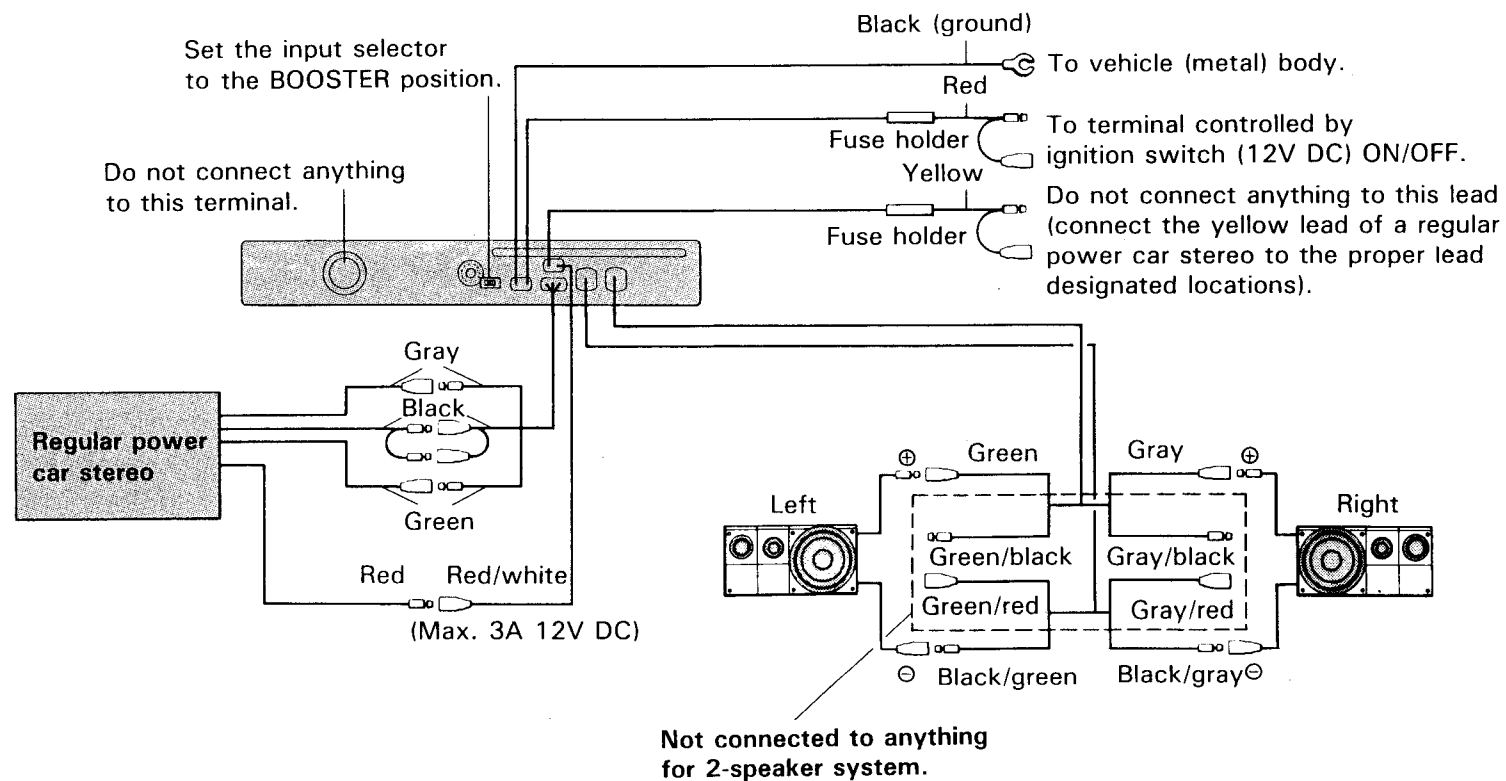 Black (ground)
Set the input selector
to the BOOSTER position.
To vehicle (metal) body.
Red
Fuse holder
To terminal controlled by
ignition switch (12V DC) ON/OFF.
Do not connect anything
to this terminal.
Yellow
Fuse holder
Do not connect anything to this lead
(connect the yellow lead of a regular
power car stereo to the proper lead
designated locations).
Gray
Black
Regular power
car stereo
Green
Red
Red/white
(Max. 3A 12V DC)
⊕
Green
Gray
⊕
Left
Right
Green/black
Gray/black
Green/red
Gray/red
⊖
Black/green
Black/gray⊖
Not connected to anything
for 2-speaker system.